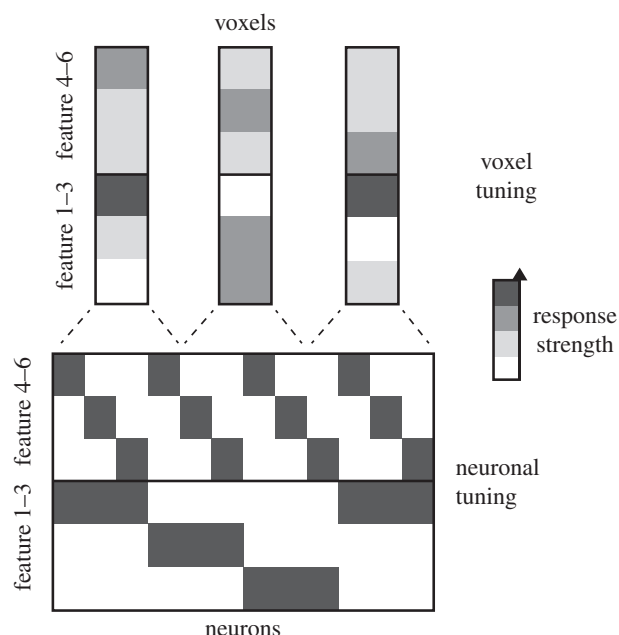 voxels
feature 4–6
feature 1–3
voxel
tuning
response
strength
feature 4–6
feature 1–3
neuronal
tuning
neurons